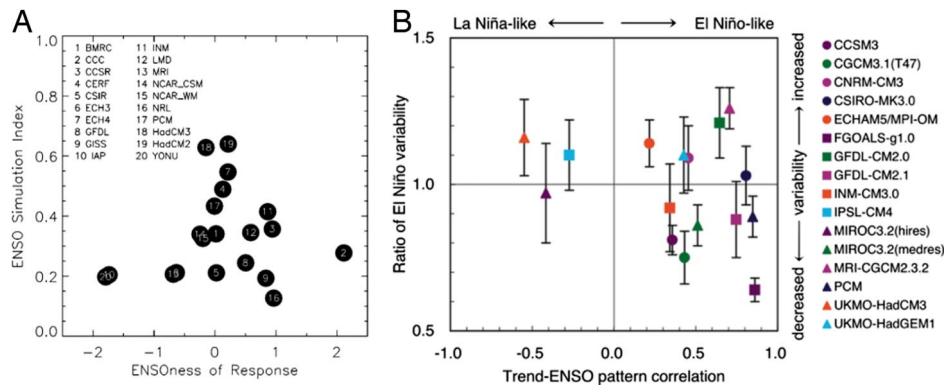 A
1.0
0.8
0.6
0.4
0.2
0.0
ENSO Simulation Index
1 BMRC 11 INM
2 CCC 12 LMD
3 CCSR 13 MRI
4 CERF 14 NCAR_CSM
5 CSIR 15 NCAR_WM
6 ECH3 16 NRL
7 ECH4 17 PCM
8 GFDL 18 HadCM3
9 GISS 19 HadCM2
10 IAP 20 YONU
18
19
7
4
17
11
1
12
3
15
2
8
5
9
16
-2 -1 0 1 2
ENSOness of Response
B
La Niña-like
El Niño-like
1.5
1.0
0.5
Ratio of El Niño variability
-1.0 -0.5 0.0 0.5 1.0
Trend-ENSO pattern correlation
decreased variability increased
CCSM3
CGCM3.1(T47)
CNRM-CM3
CSIRO-MK3.0
ECHAM5/MPI-OM
FGOALS-g1.0
GFDL-CM2.0
GFDL-CM2.1
INM-CM3.0
IPSL-CM4
MIROC3.2(hires)
MIROC3.2(medres)
MRI-CGCM2.3.2
PCM
UKMO-HadCM3
UKMO-HadGEM1